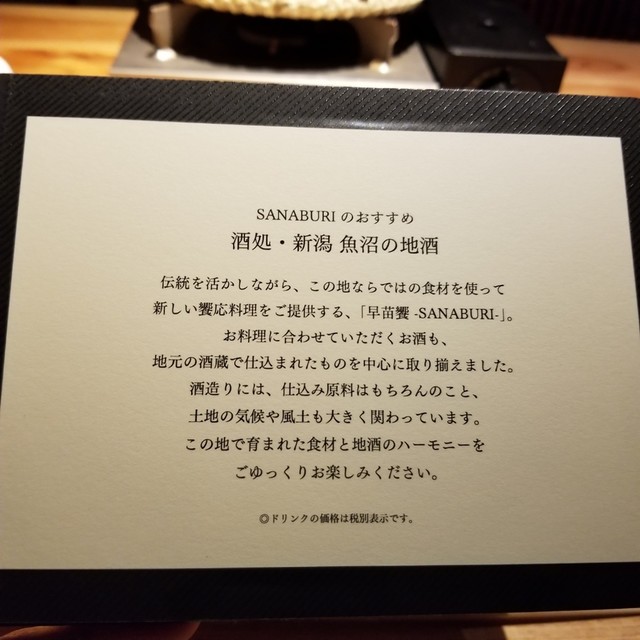 SANABURI のおすすめ
酒処・新潟 魚沼の地酒
伝統を活かしながら、この地ならではの食材を使って
新しい饗応料理をご提供する、「早苗饗 -SANABURI-」。
お料理に合わせていただくお酒も、
地元の酒蔵で仕込まれたものを中心に取り揃えました。
酒造りには、仕込み原料はもちろんのこと、
土地の気候や風土も大きく関わっています。
この地で育まれた食材と地酒のハーモニーを
ごゆっくりお楽しみください。
◎ドリンクの価格は税別表示です。